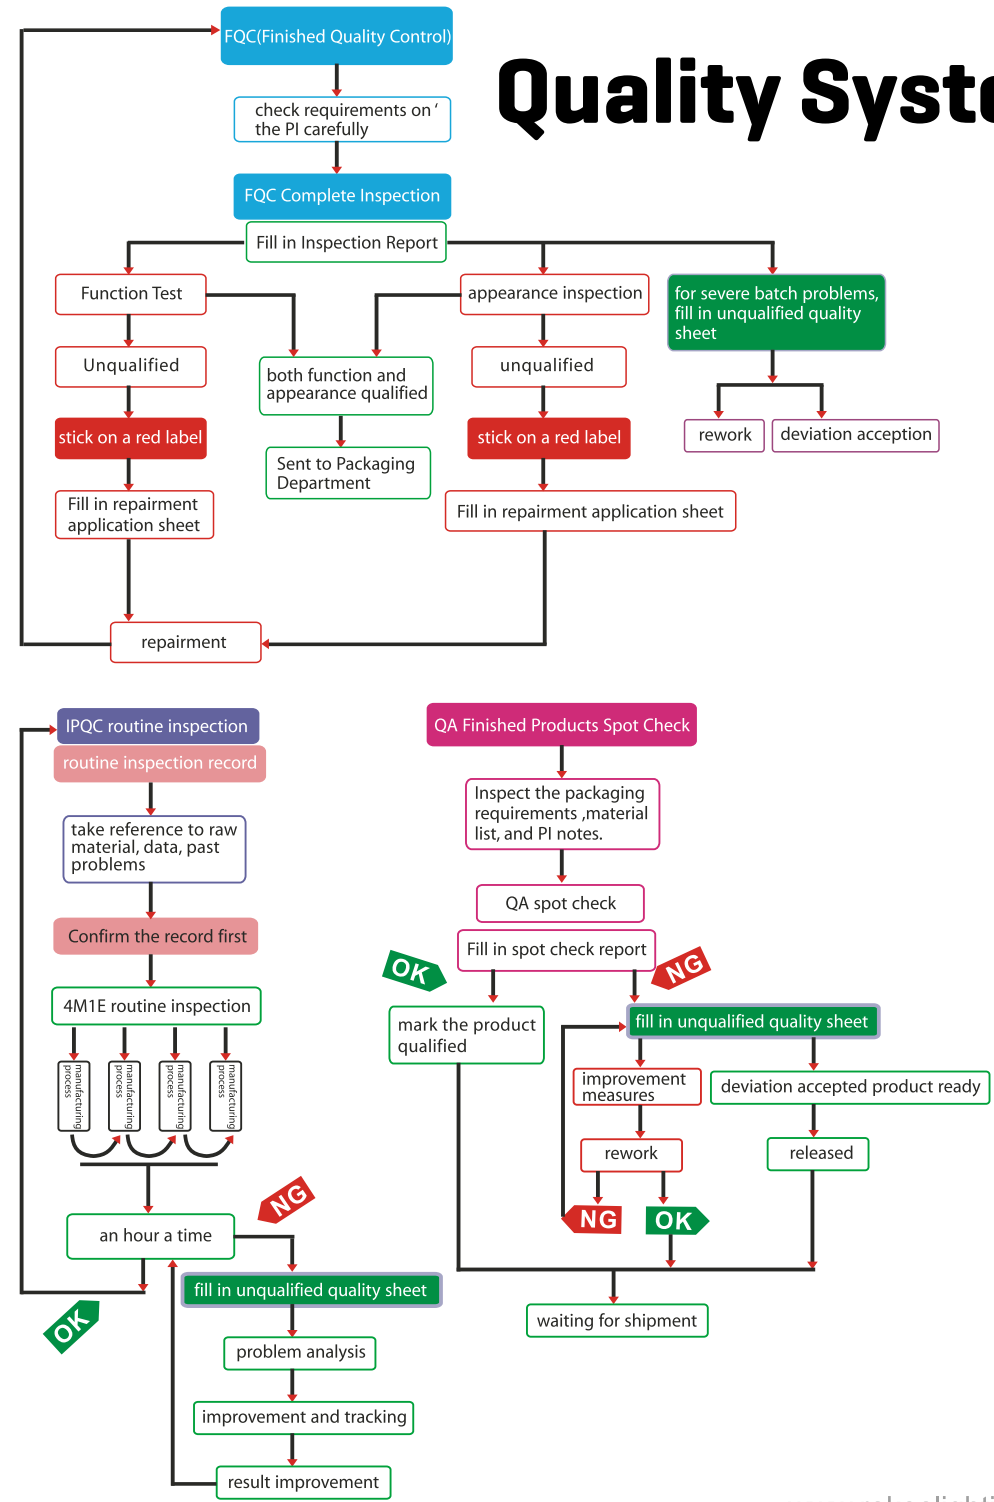 FQC(Finished Quality Control)
Quality Syst
check requirements on ‘
the PI carefully
FQC Complete Inspection
Fill in Inspection Report
Function Test
appearance inspection
for severe batch problems,
fill in unqualified quality
sheet
Unqualified
both function and
appearance qualified
unqualified
stick on a red label
stick on a red label
rework
deviation acception
Sent to Packaging
Department
Fill in repairment
application sheet
Fill in repairment application sheet
repairment
IPQC routine inspection
routine inspection record
take reference to raw
material, data, past
problems
Confirm the record first
4M1E routine inspection
manufacturing
process
manufacturing
process
manufacturing
process
manufacturing
process
an hour a time
NG
OK
fill in unqualified quality sheet
problem analysis
improvement and tracking
result improvement
QA Finished Products Spot Check
Inspect the packaging
requirements ,material
list, and PI notes.
QA spot check
Fill in spot check report
OK
NG
mark the product
qualified
fill in unqualified quality sheet
improvement
measures
deviation accepted product ready
rework
released
NG
OK
waiting for shipment